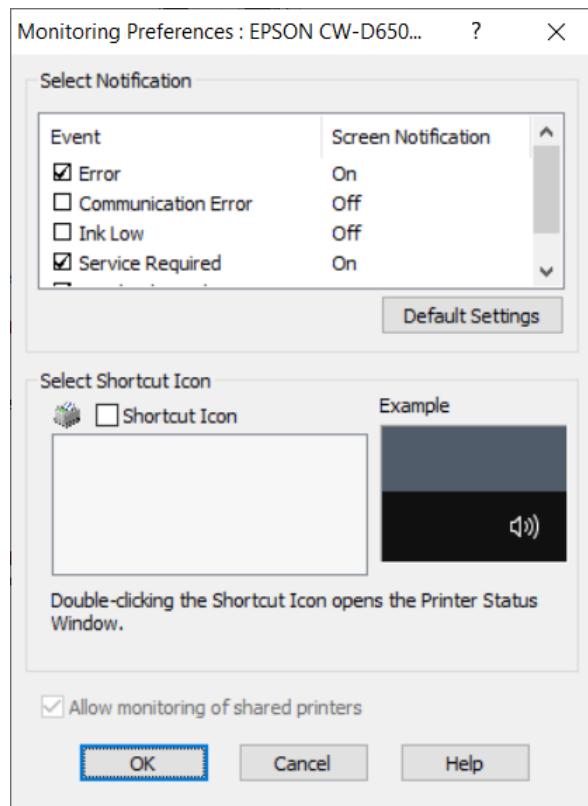 Monitoring Preferences : EPSON CW-D650... ?
Select Notification
Event Screen Notification
Error On
Communication Error Off
Ink Low Off
Service Required On
Default Settings
Select Shortcut Icon
Shortcut Icon
Example
Double-clicking the Shortcut Icon opens the Printer Status
Window.
Allow monitoring of shared printers
OK Cancel Help